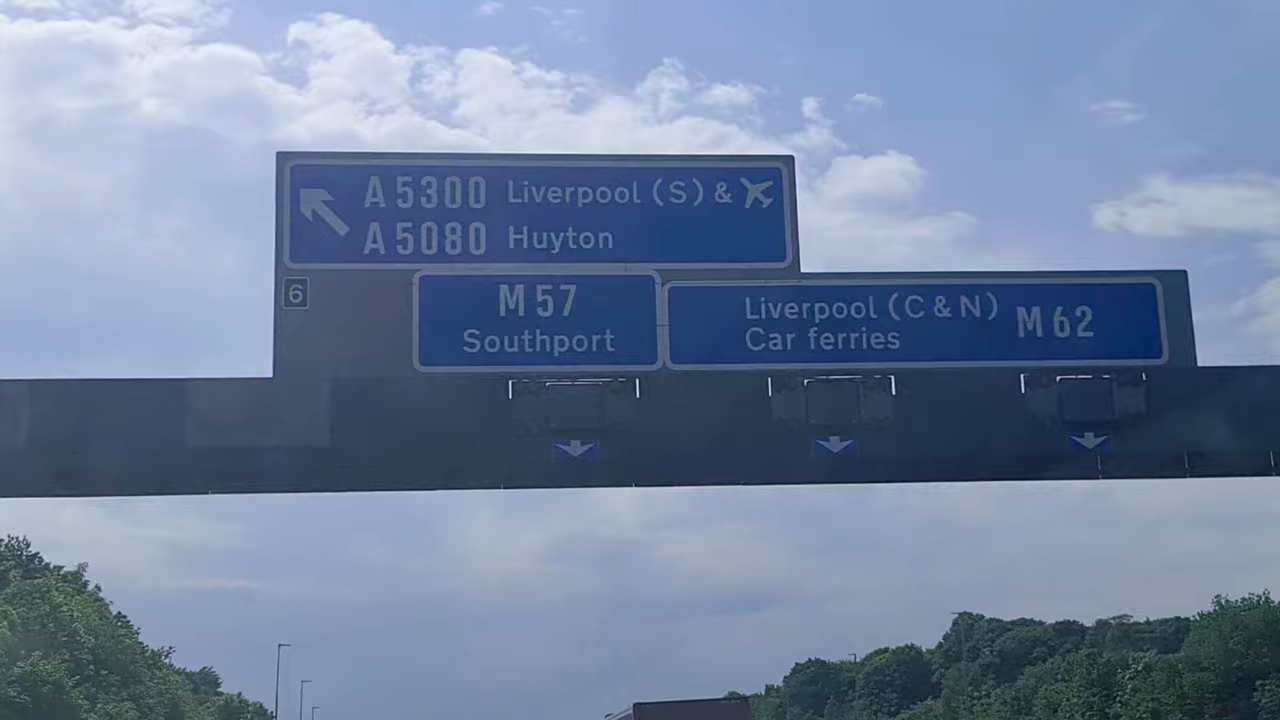 A5300 Liverpool (S) &
A5080 Huyton
6
M57
Southport
Liverpool (C & N)
Car ferries
M62